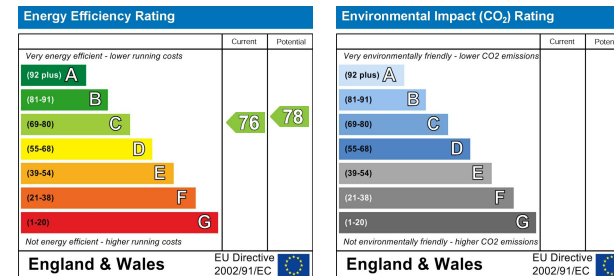 Energy Efficiency Rating
Current Potential
Very energy efficient - lower running costs
(92 plus) A
(81-91) B
(69-80) C
76 78
(55-68) D
(39-54) E
(21-38) F
(1-20) G
Not energy efficient - higher running costs
England & Wales
EU Directive
2002/91/EC
Environmental Impact (CO₂) Rating
Current
Very environmentally friendly - lower CO2 emissions
(92 plus) A
(81-91) B
(69-80) C
(55-68) D
(39-54) E
(21-38) F
(1-20) G
Not environmentally friendly - higher CO2 emissions
England & Wales
EU Directive
2002/91/EC